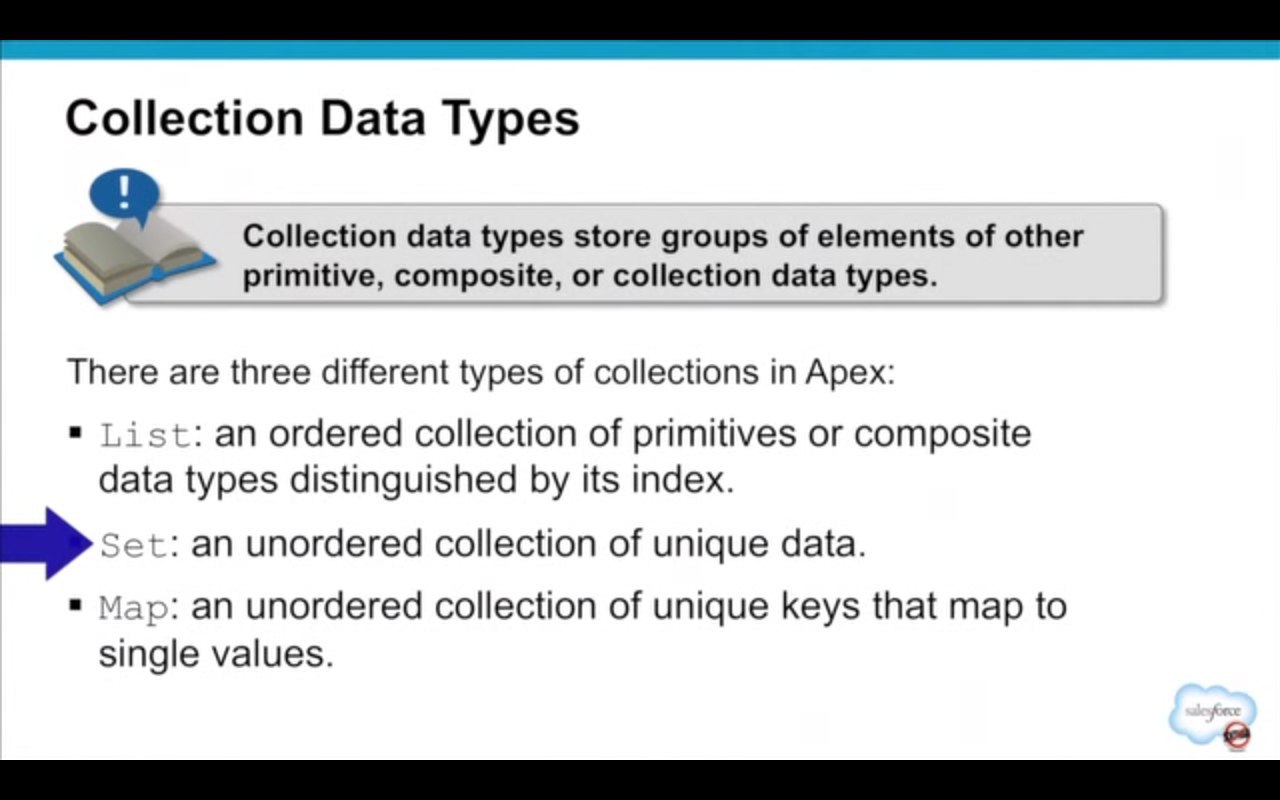 Collection Data Types
!
Collection data types store groups of elements of other
primitive, composite, or collection data types.
There are three different types of collections in Apex:
▪ List: an ordered collection of primitives or composite
data types distinguished by its index.
Set: an unordered collection of unique data.
▪ Map: an unordered collection of unique keys that map to
single values.
salesforce